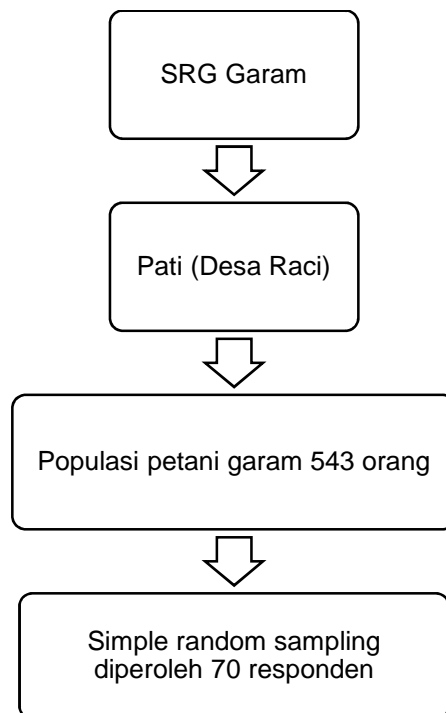 SRG Garam
Pati (Desa Raci)
Populasi petani garam 543 orang
Simple random sampling
diperoleh 70 responden